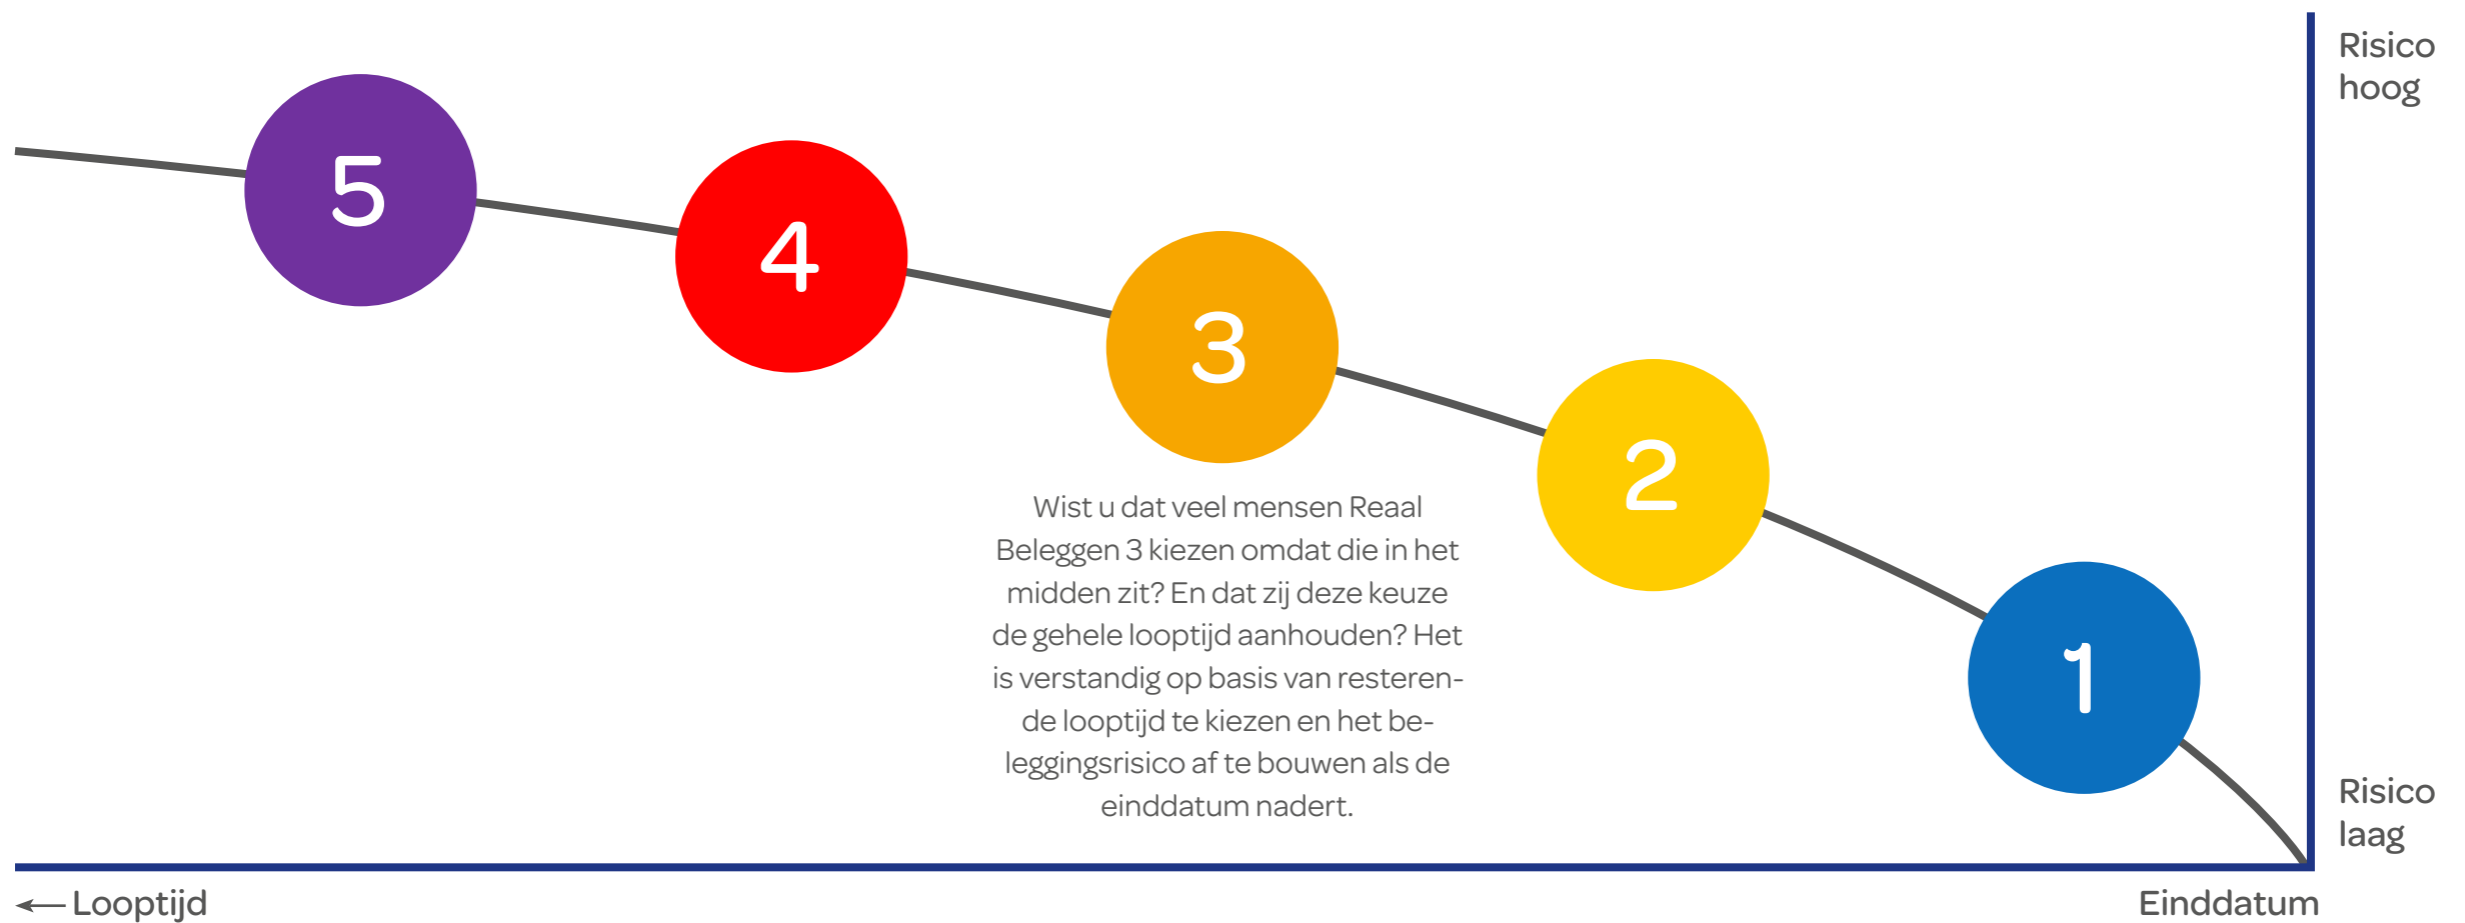 Risico
hoog
5
4
3
2
1
Wist u dat veel mensen Reaal
Beleggen 3 kiezen omdat die in het
midden zit? En dat zij deze keuze
de gehele looptijd aanhouden? Het
is verstandig op basis van resteren-
de looptijd te kiezen en het be-
leggingsrisico af te bouwen als de
einddatum nadert.
Risico
laag
← Looptijd
Einddatum